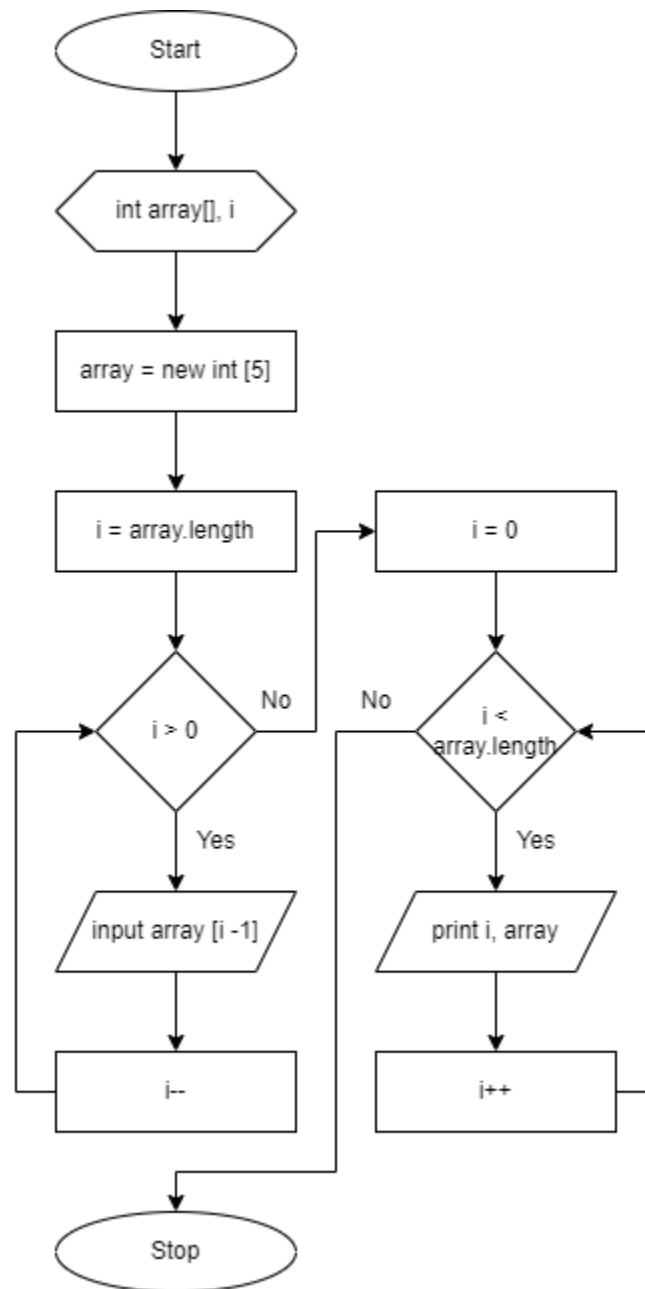 Start
int array[], i
array = new int [5]
i = array.length
i > 0
No
Yes
input array [i -1]
i--
i = 0
i <
array.length
No
Yes
print i, array
i++
Stop